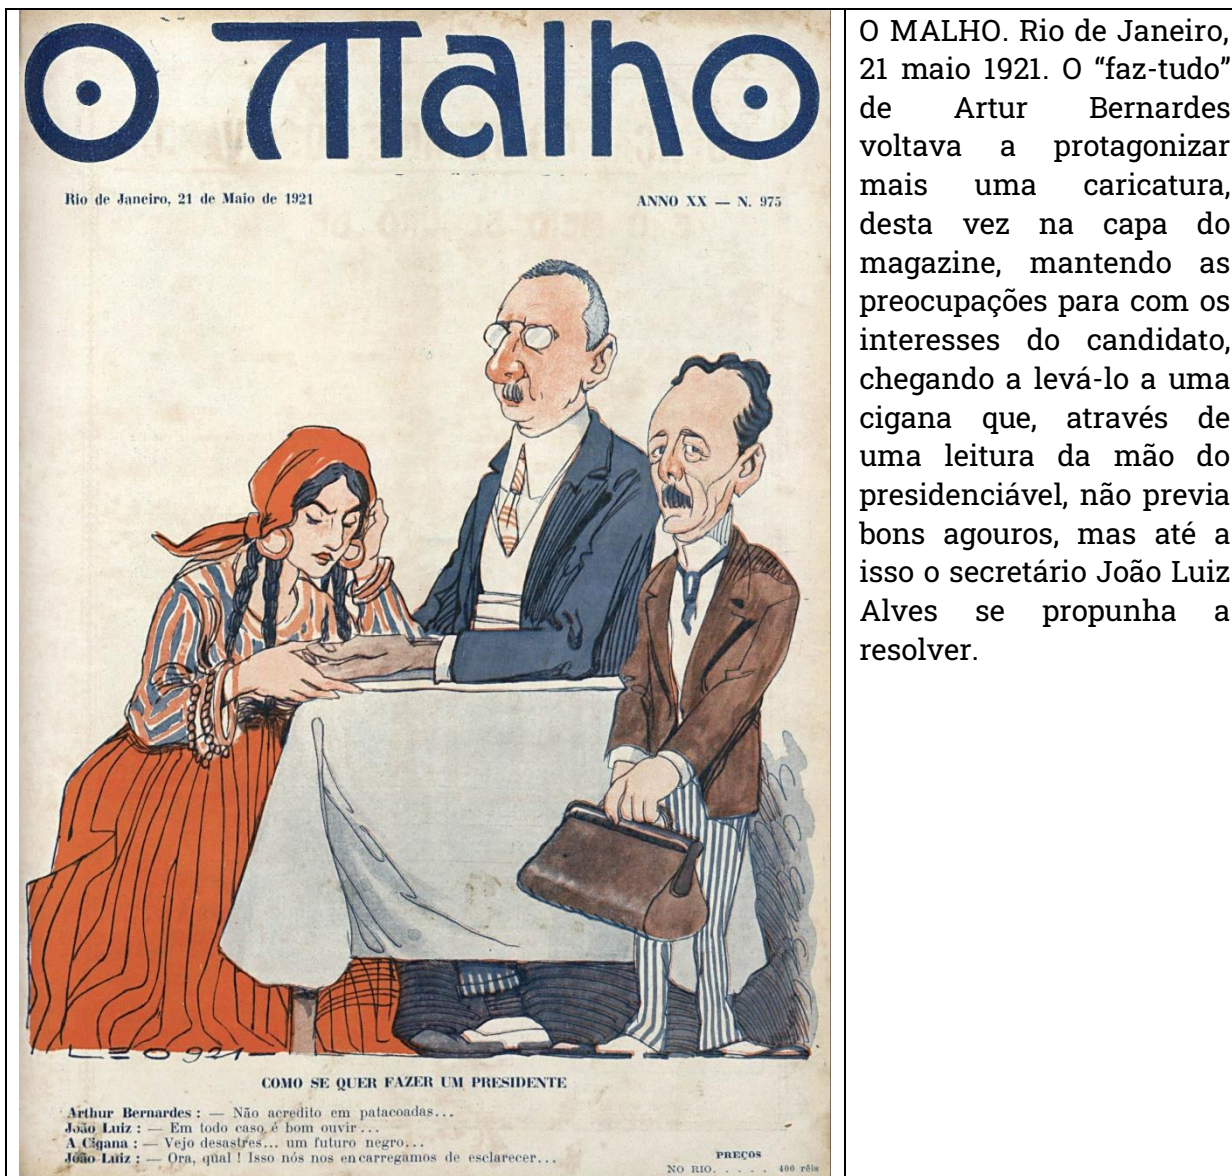 O Malho
Rio de Janeiro, 21 de Maio de 1921
ANNO XX — N. 975
LEO 921
COMO SE QUER FAZER UM PRESIDENTE
Arthur Bernardes : — Não acredito em patacoadas...
João Luiz : — Em todo caso é bom ouvir ...
A Cigana : — Vejo desastres... um futuro negro...
João Luiz : — Ora, qual ! Isso nós nos encarregamos de esclarecer...
PREÇOS
NO RIO. . . . . 400 réis
O MALHO. Rio de Janeiro,
21 maio 1921. O “faz-tudo”
de Artur Bernardes
voltava a protagonizar
mais uma caricatura,
desta vez na capa do
magazine, mantendo as
preocupações para com os
interesses do candidato,
chegando a levá-lo a uma
cigana que, através de
uma leitura da mão do
presidenciável, não previa
bons agouros, mas até a
isso o secretário João Luiz
Alves se propunha a
resolver.